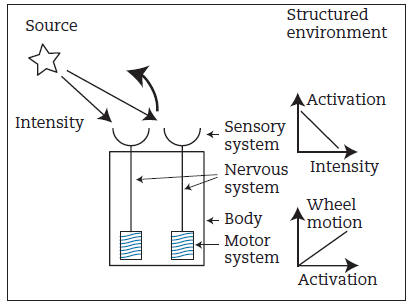 Source
Structured
environment
Intensity
Sensory
system
Nervous
system
Body
Motor
system
Activation
Intensity
Wheel
motion
Activation